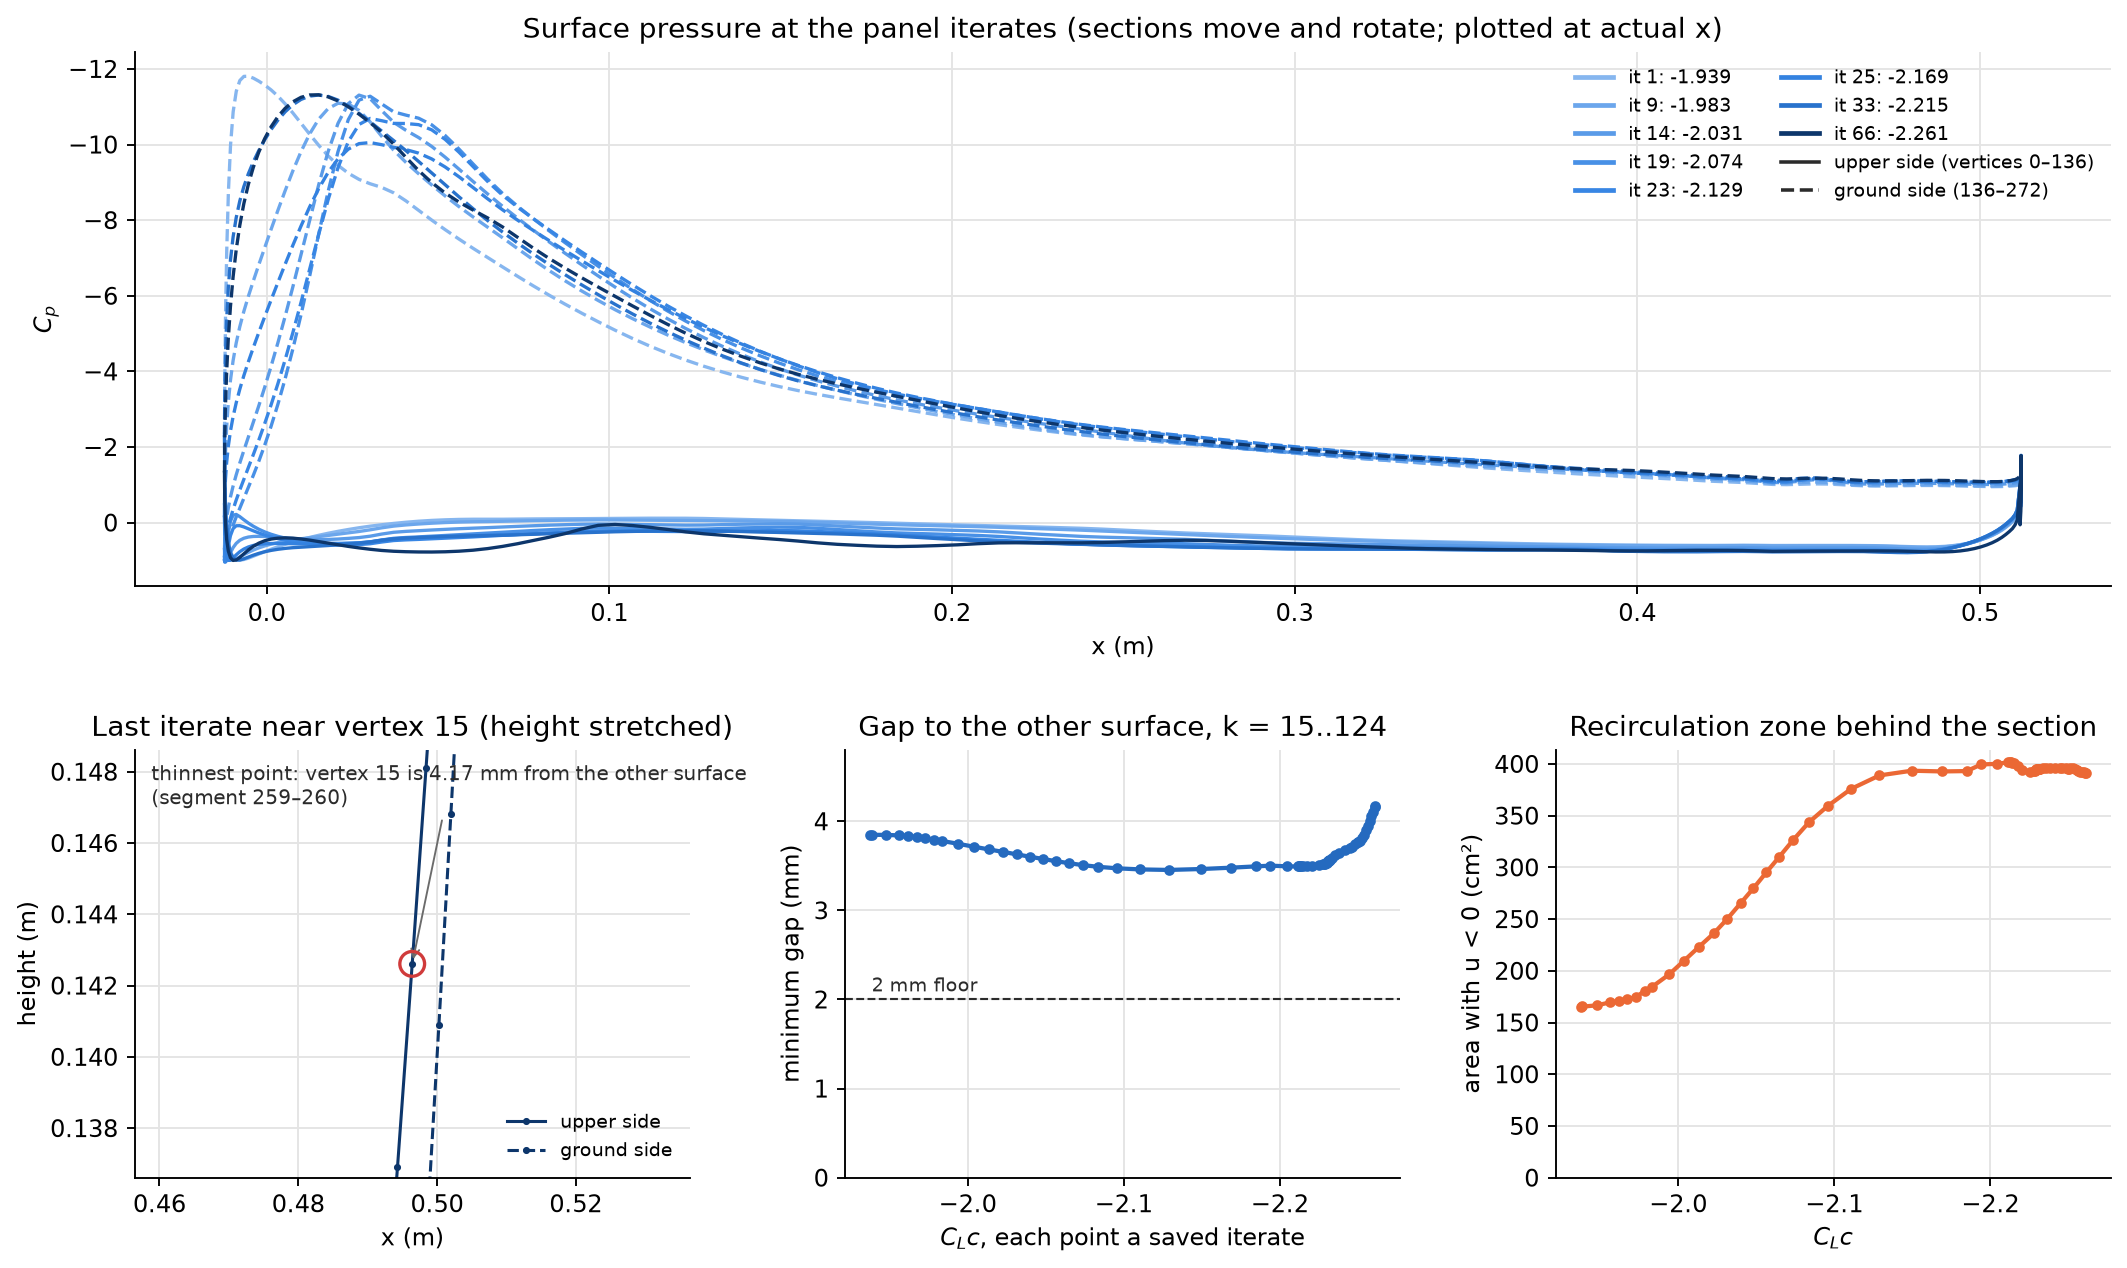 Surface pressure at the panel iterates (sections move and rotate; plotted at actual x)
−12
−10
−8
−6
−4
−2
0
C_p
it 1: -1.939
it 9: -1.983
it 14: -2.031
it 19: -2.074
it 23: -2.129
it 25: -2.169
it 33: -2.215
it 66: -2.261
upper side (vertices 0–136)
ground side (136–272)
0.0 0.1 0.2 0.3 0.4 0.5
x (m)
Last iterate near vertex 15 (height stretched)
thinnest point: vertex 15 is 4.17 mm from the other surface
(segment 259–260)
0.148
0.146
0.144
0.142
0.140
0.138
height (m)
upper side
ground side
0.46 0.48 0.50 0.52
x (m)
Gap to the other surface, k = 15..124
4
3
2
1
0
minimum gap (mm)
2 mm floor
−2.0 −2.1 −2.2
C_Lc, each point a saved iterate
Recirculation zone behind the section
400
350
300
250
200
150
100
50
0
area with u < 0 (cm²)
−2.0 −2.1 −2.2
C_Lc